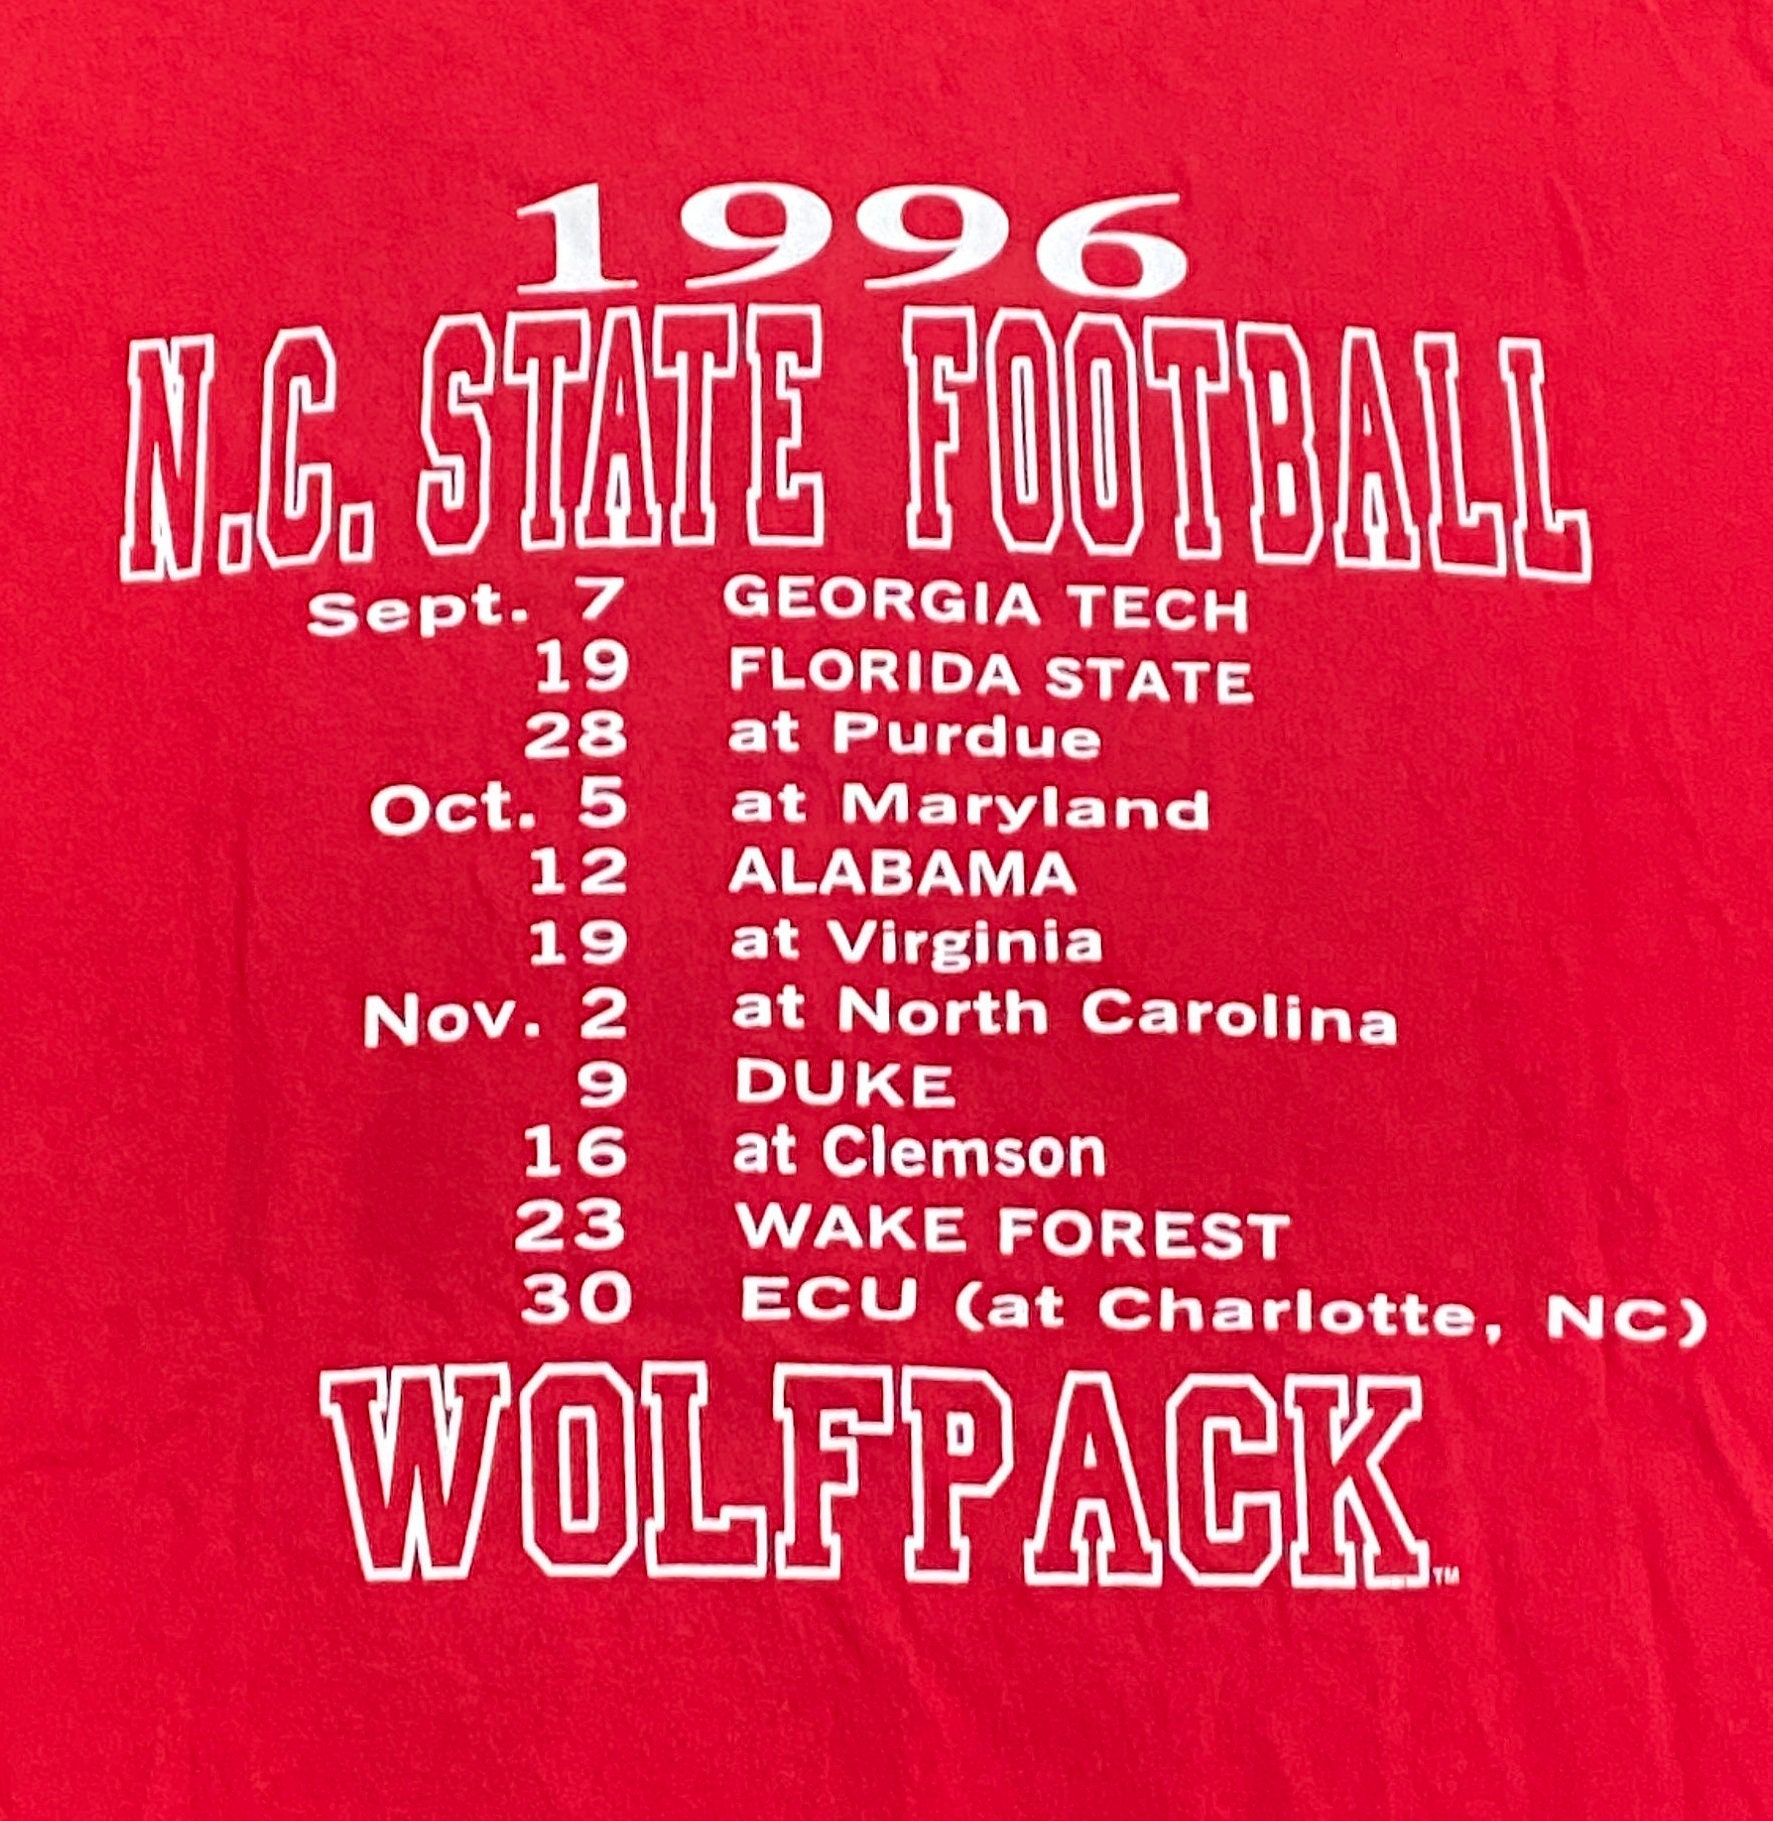 1996
N.C. STATE FOOTBALL
Sept. 7 GEORGIA TECH
19 FLORIDA STATE
28 at Purdue
Oct. 5 at Maryland
12 ALABAMA
19 at Virginia
Nov. 2 at North Carolina
9 DUKE
16 at Clemson
23 WAKE FOREST
30 ECU (at Charlotte, NC)
WOLFPACK™